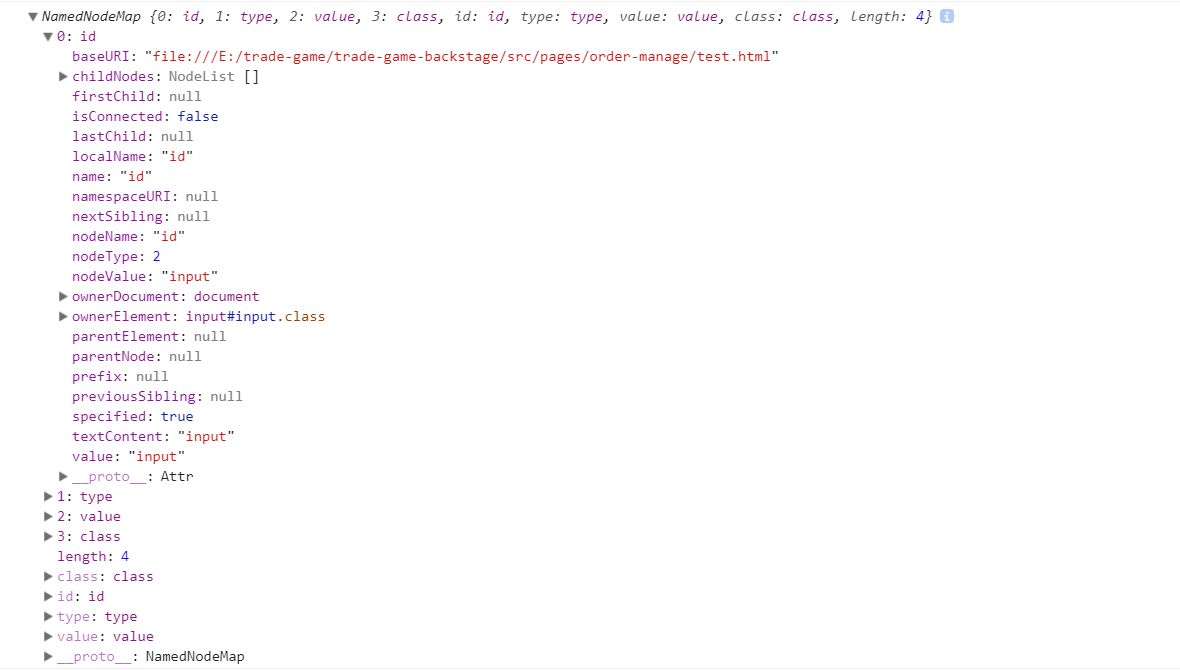 ▼NamedNodeMap {0: id, 1: type, 2: value, 3: class, id: id, type: type, value: value, class: class, length: 4} i
▼0: id
baseURI: "file:///E:/trade-game/trade-game-backstage/src/pages/order-manage/test.html"
▶childNodes: NodeList []
firstChild: null
isConnected: false
lastChild: null
localName: "id"
name: "id"
namespaceURI: null
nextSibling: null
nodeName: "id"
nodeType: 2
nodeValue: "input"
▶ownerDocument: document
▶ownerElement: input#input.class
parentElement: null
parentNode: null
prefix: null
previousSibling: null
specified: true
textContent: "input"
value: "input"
▶__proto__: Attr
▶1: type
▶2: value
▶3: class
length: 4
▶class: class
▶id: id
▶type: type
▶value: value
▶__proto__: NamedNodeMap